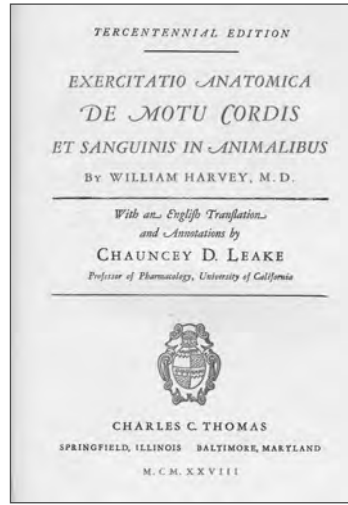 TERCENTENNIAL EDITION
EXERCITATIO ANATOMICA
DE MOTU CORDIS
ET SANGUINIS IN ANIMALIBUS
BY WILLIAM HARVEY, M.D.
With an Engliſh Tranſlation
and Annotations by
CHAUNCEY D. LEAKE
Profeſsor of Pharmacology, Univerſity of California
CHARLES C. THOMAS
SPRINGFIELD, ILLINOIS BALTIMORE, MARYLAND
M.CM.XXVIII